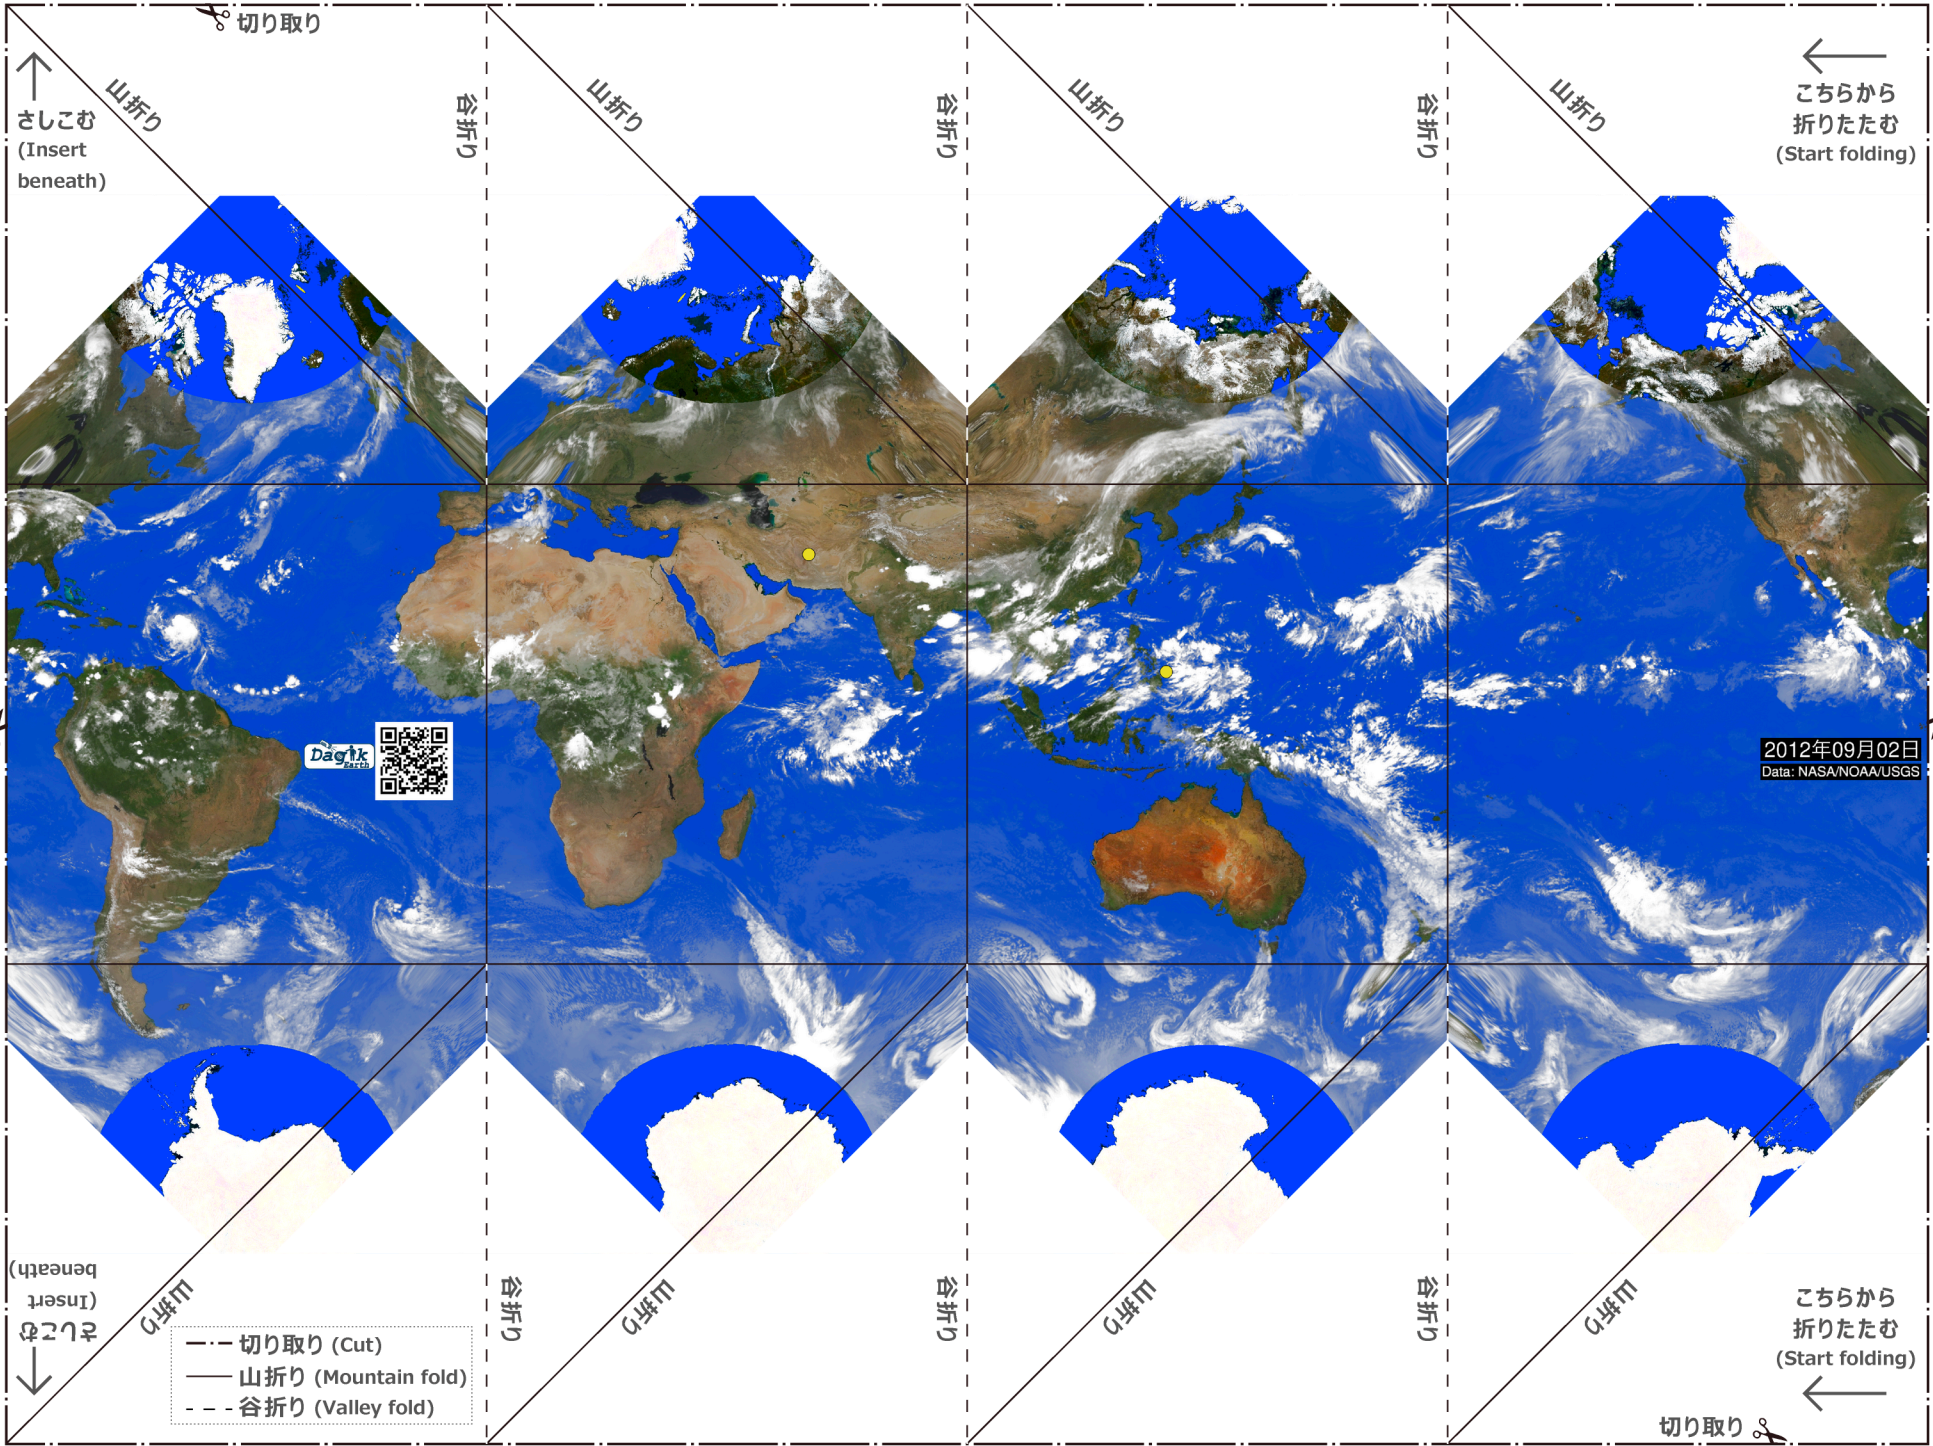 切り取り
山折り
谷折り
山折り
谷折り
山折り
谷折り
山折り
さしこむ
(Insert
beneath)
こちらから
折りたたむ
(Start folding)
Dagik
Earth
2012年09月02日
Data: NASA/NOAA/USGS
さしこむ
(Insert
beneath)
山折り
谷折り
山折り
谷折り
山折り
谷折り
山折り
こちらから
折りたたむ
(Start folding)
切り取り (Cut)
山折り (Mountain fold)
谷折り (Valley fold)
切り取り